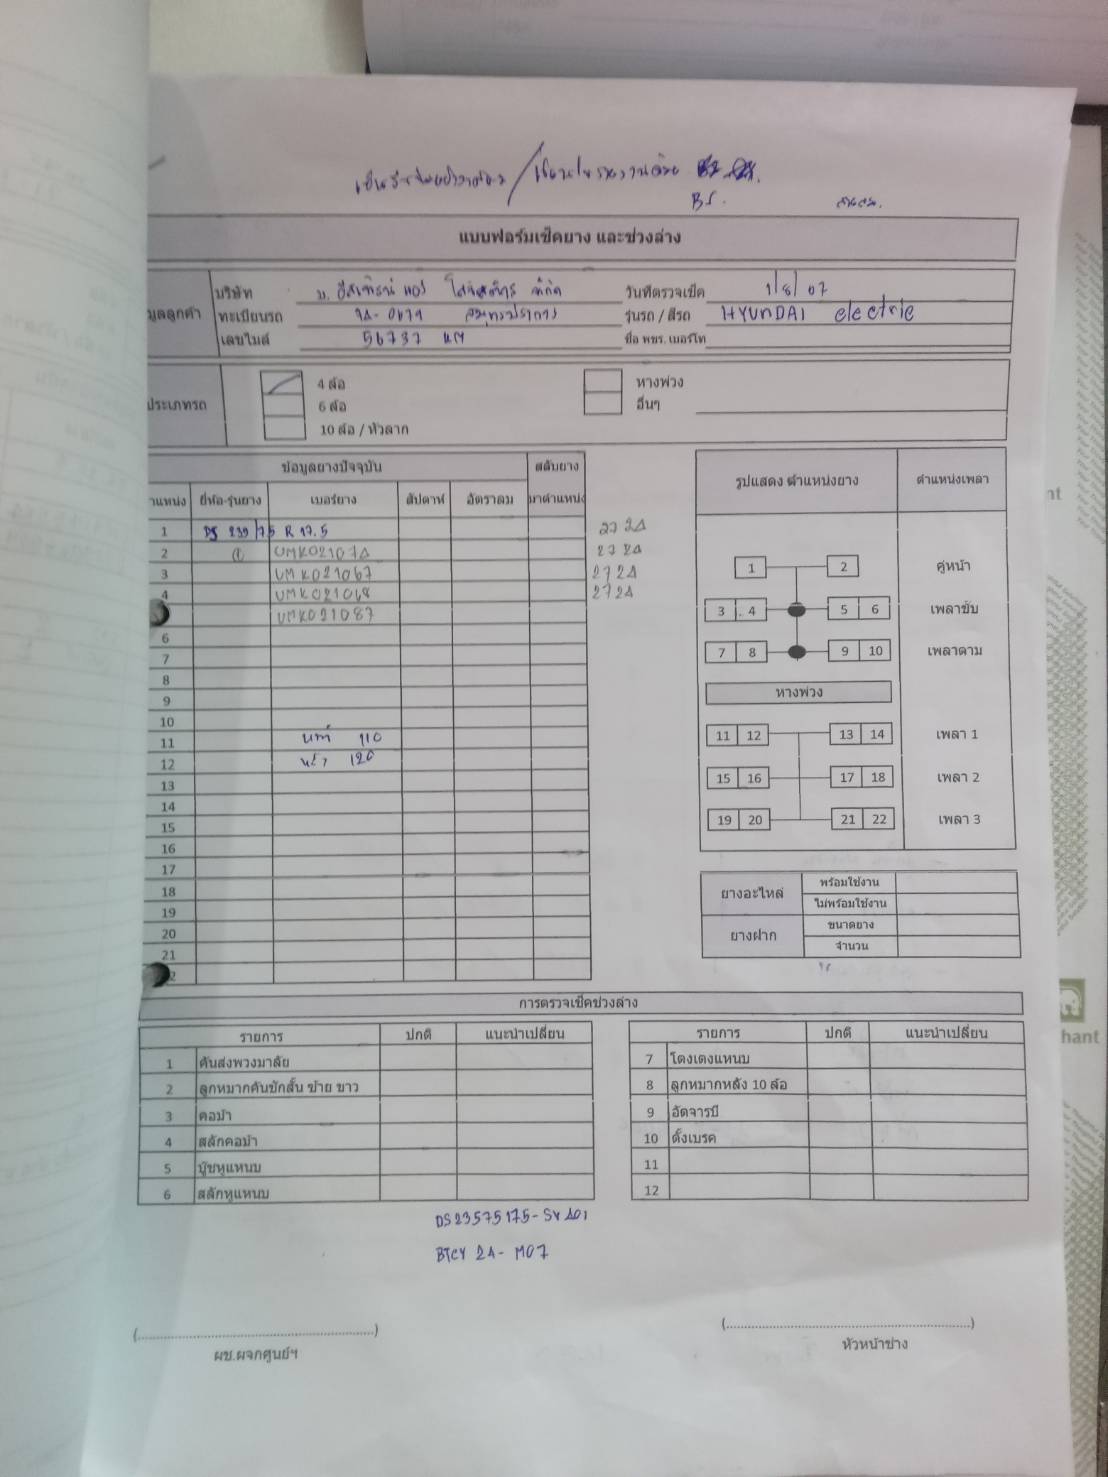 BS.
แบบฟอร์มเช็คยาง และช่วงล่าง
มูลลูกค้า
บริษัท
จำกัด
วันที่ตรวจเช็ค 1/8/07
ทะเบียนรถ สมุทรปราการ
รุ่นรถ / สีรถ HYUNDAI electric
เลขไมล์ 56737
ชื่อ พขร. เบอร์โท
ประเภทรถ
4 ล้อ
หางพ่วง
6 ล้อ
อื่นๆ
10 ล้อ / หัวลาก
ข้อมูลยางปัจจุบัน สลับยาง
าแหน่ง ยี่ห้อ-รุ่นยาง เบอร์ยาง สัปดาห์ อัตราลม มาตำแหน่ง
รูปแสดง ตำแหน่งยาง ตำแหน่งเพลา
1 DS 235/75 R 17.5 2724
2 UMK021074 2724
3 UMK021067 2724
4 UMK021068 2724
UMK021087
6
7
8
9
10
11 110
12 120
13
14
15
16
17
18
19
20
21
2
1 2 คู่หน้า
3 4 5 6 เพลาขับ
7 8 9 10 เพลาตาม
หางพ่วง
11 12 13 14 เพลา 1
15 16 17 18 เพลา 2
19 20 21 22 เพลา 3
ยางอะไหล่ พร้อมใช้งาน
ไม่พร้อมใช้งาน
ยางฝาก ขนาดยาง
จำนวน
การตรวจเช็คช่วงล่าง
รายการ ปกติ แนะนำเปลี่ยน
1 คันส่งพวงมาลัย
2 ลูกหมากคันชักสั้น ซ้าย ขาว
3 คอม้า
4 สลักคอม้า
5 บู๊ชหูแหนบ
6 สลักหูแหนบ
รายการ ปกติ แนะนำเปลี่ยน
7 โตงเตงแหนบ
8 ลูกหมากหลัง 10 ล้อ
9 อัดจารบี
10 ตั้งเบรค
11
12
DS23575175-SV401
BTCY 24-M07
(..........)
ผช.ผจกศูนย์ฯ
(..........)
หัวหน้าช่าง
hant